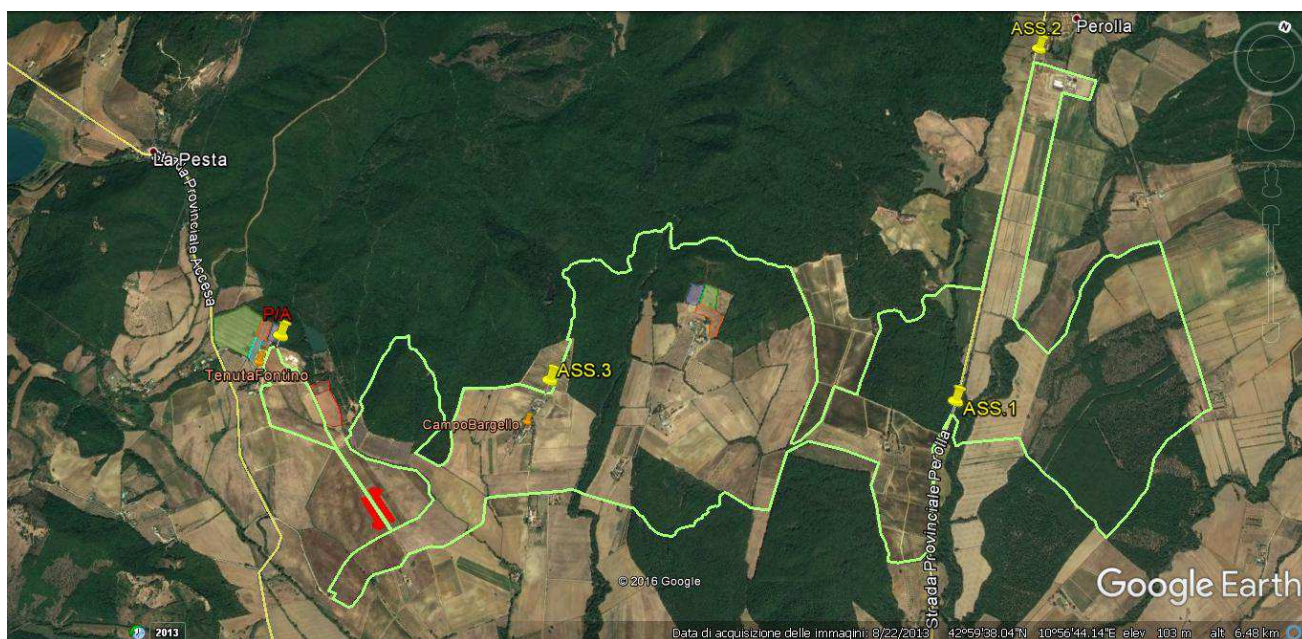 ASS.2
Perolla
N
La Pesta
Provinciale Accesa
P/A
TenutaFontino
ASS.3
CampoBargello
ASS.1
Strada Provinciale Perolla
© 2016 Google
Google Earth
2013
Data di acquisizione delle immagini: 8/22/2013 42°59'38.04"N 10°56'44.14"E elev 103 m alt 6.48 km